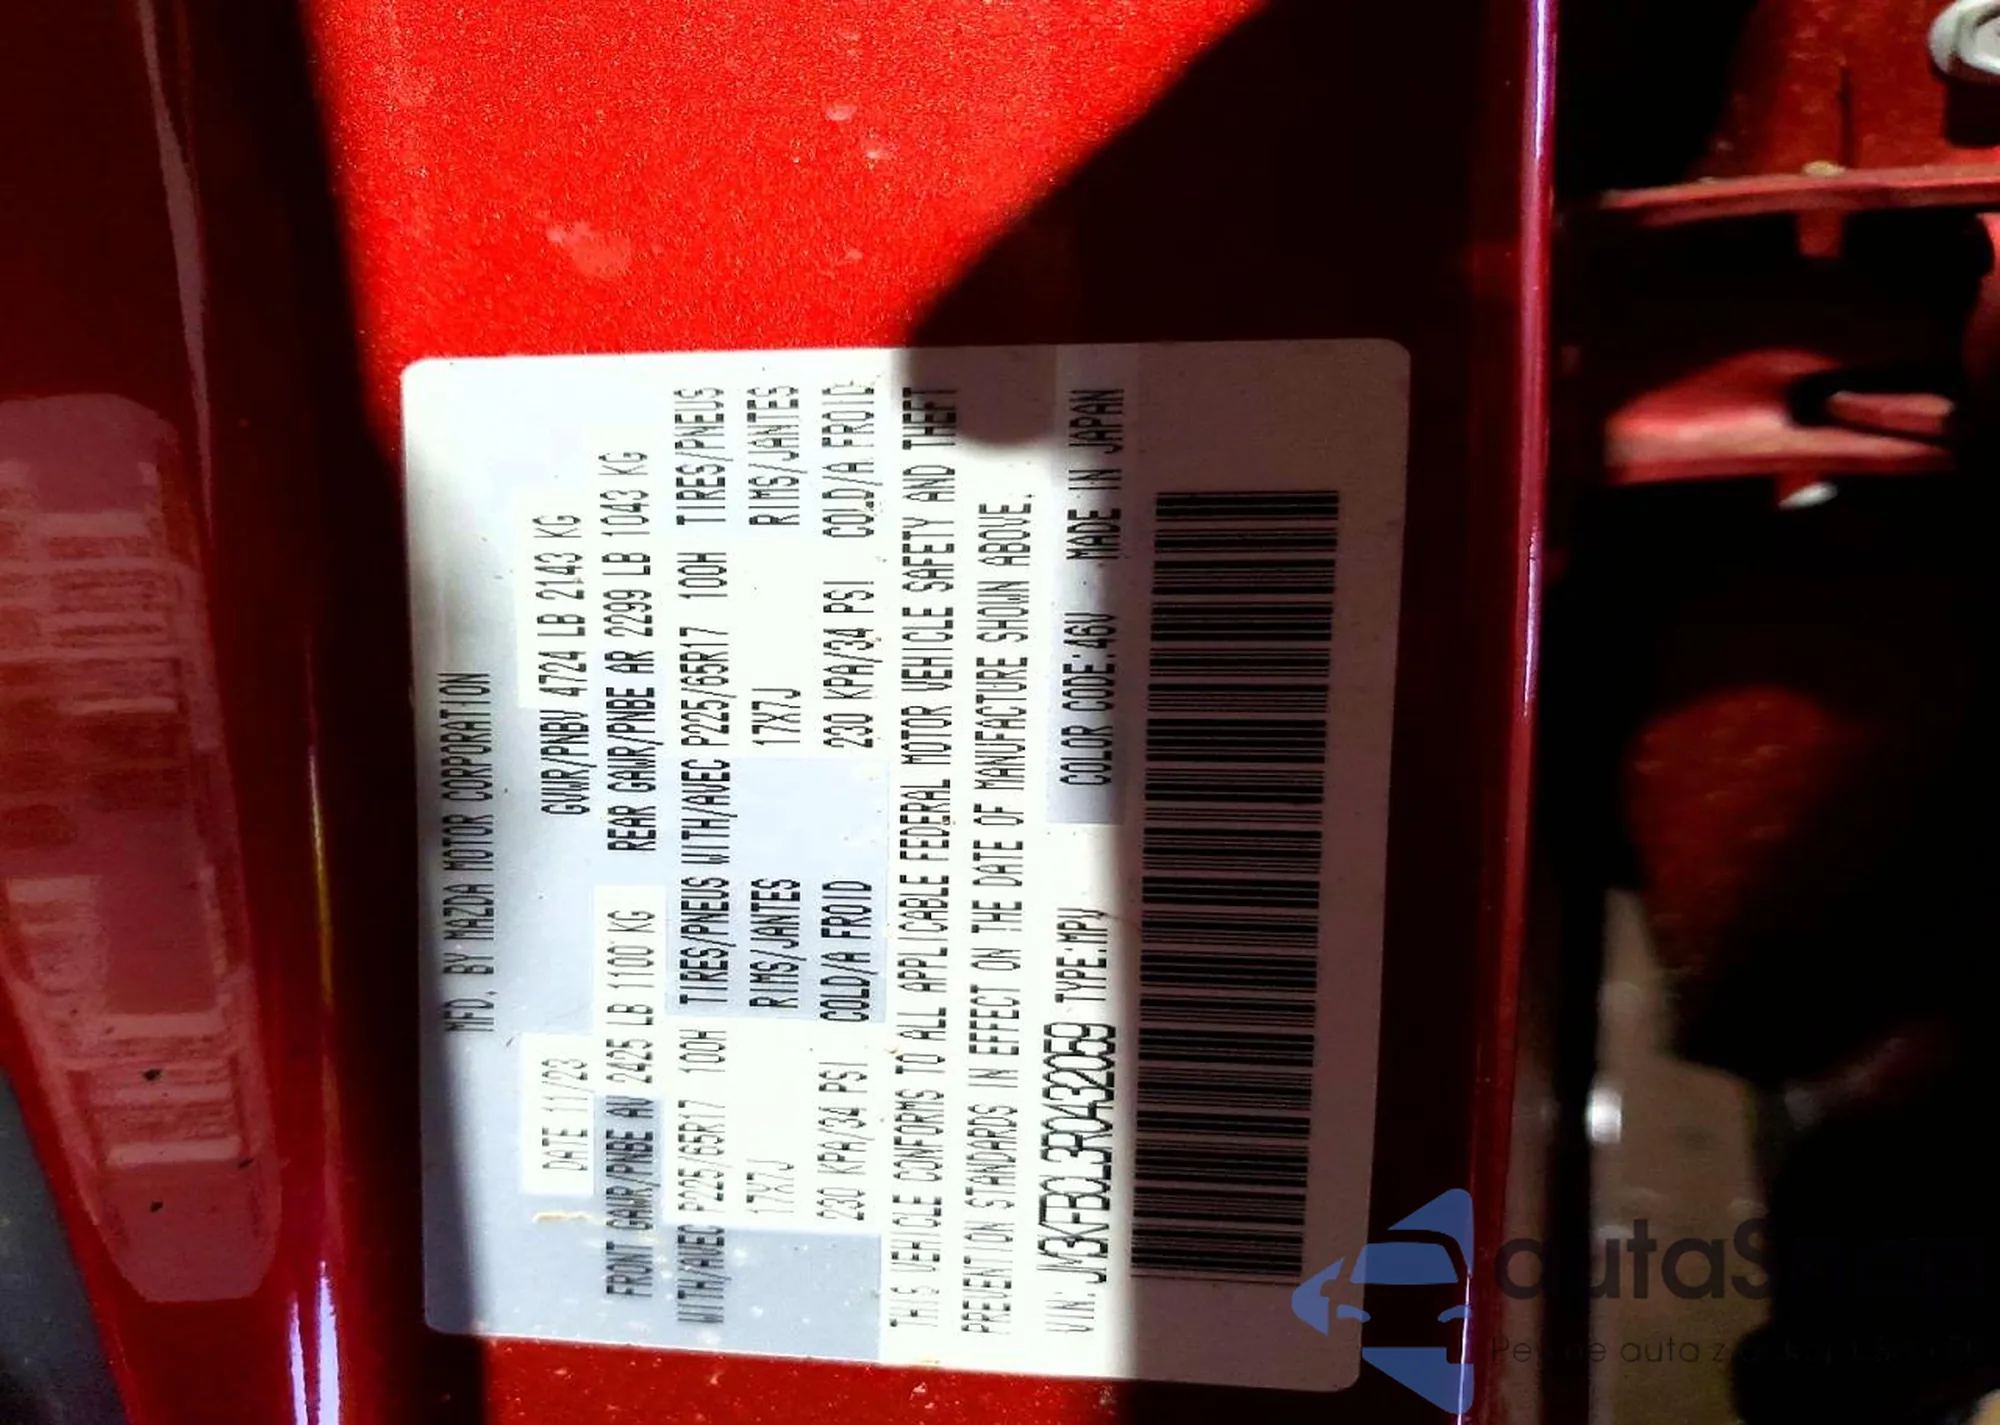 MFD. BY MAZDA MOTOR CORPORATION
DATE 11/23 GVWR/PNBV 4724 LB 2143 KG
FRONT GAWR/PNBE AV 2425 LB 1100 KG REAR GAWR/PNBE AR 2299 LB 1043 KG
WITH/AVEC P225/65R17 100H TIRES/PNEUS WITH/AVEC P225/65R17 100H TIRES/PNEUS
17X7J RIMS/JANTES 17X7J RIMS/JANTES
230 KPA/34 PSI COLD/A FROID 230 KPA/34 PSI COLD/A FROID
THIS VEHICLE CONFORMS TO ALL APPLICABLE FEDERAL MOTOR VEHICLE SAFETY AND THEFT
PREVENTION STANDARDS IN EFFECT ON THE DATE OF MANUFACTURE SHOWN ABOVE.
VIN: JM3KFBCL3R0432059 TYPE:MPV COLOR CODE:46V MADE IN JAPAN
auta z